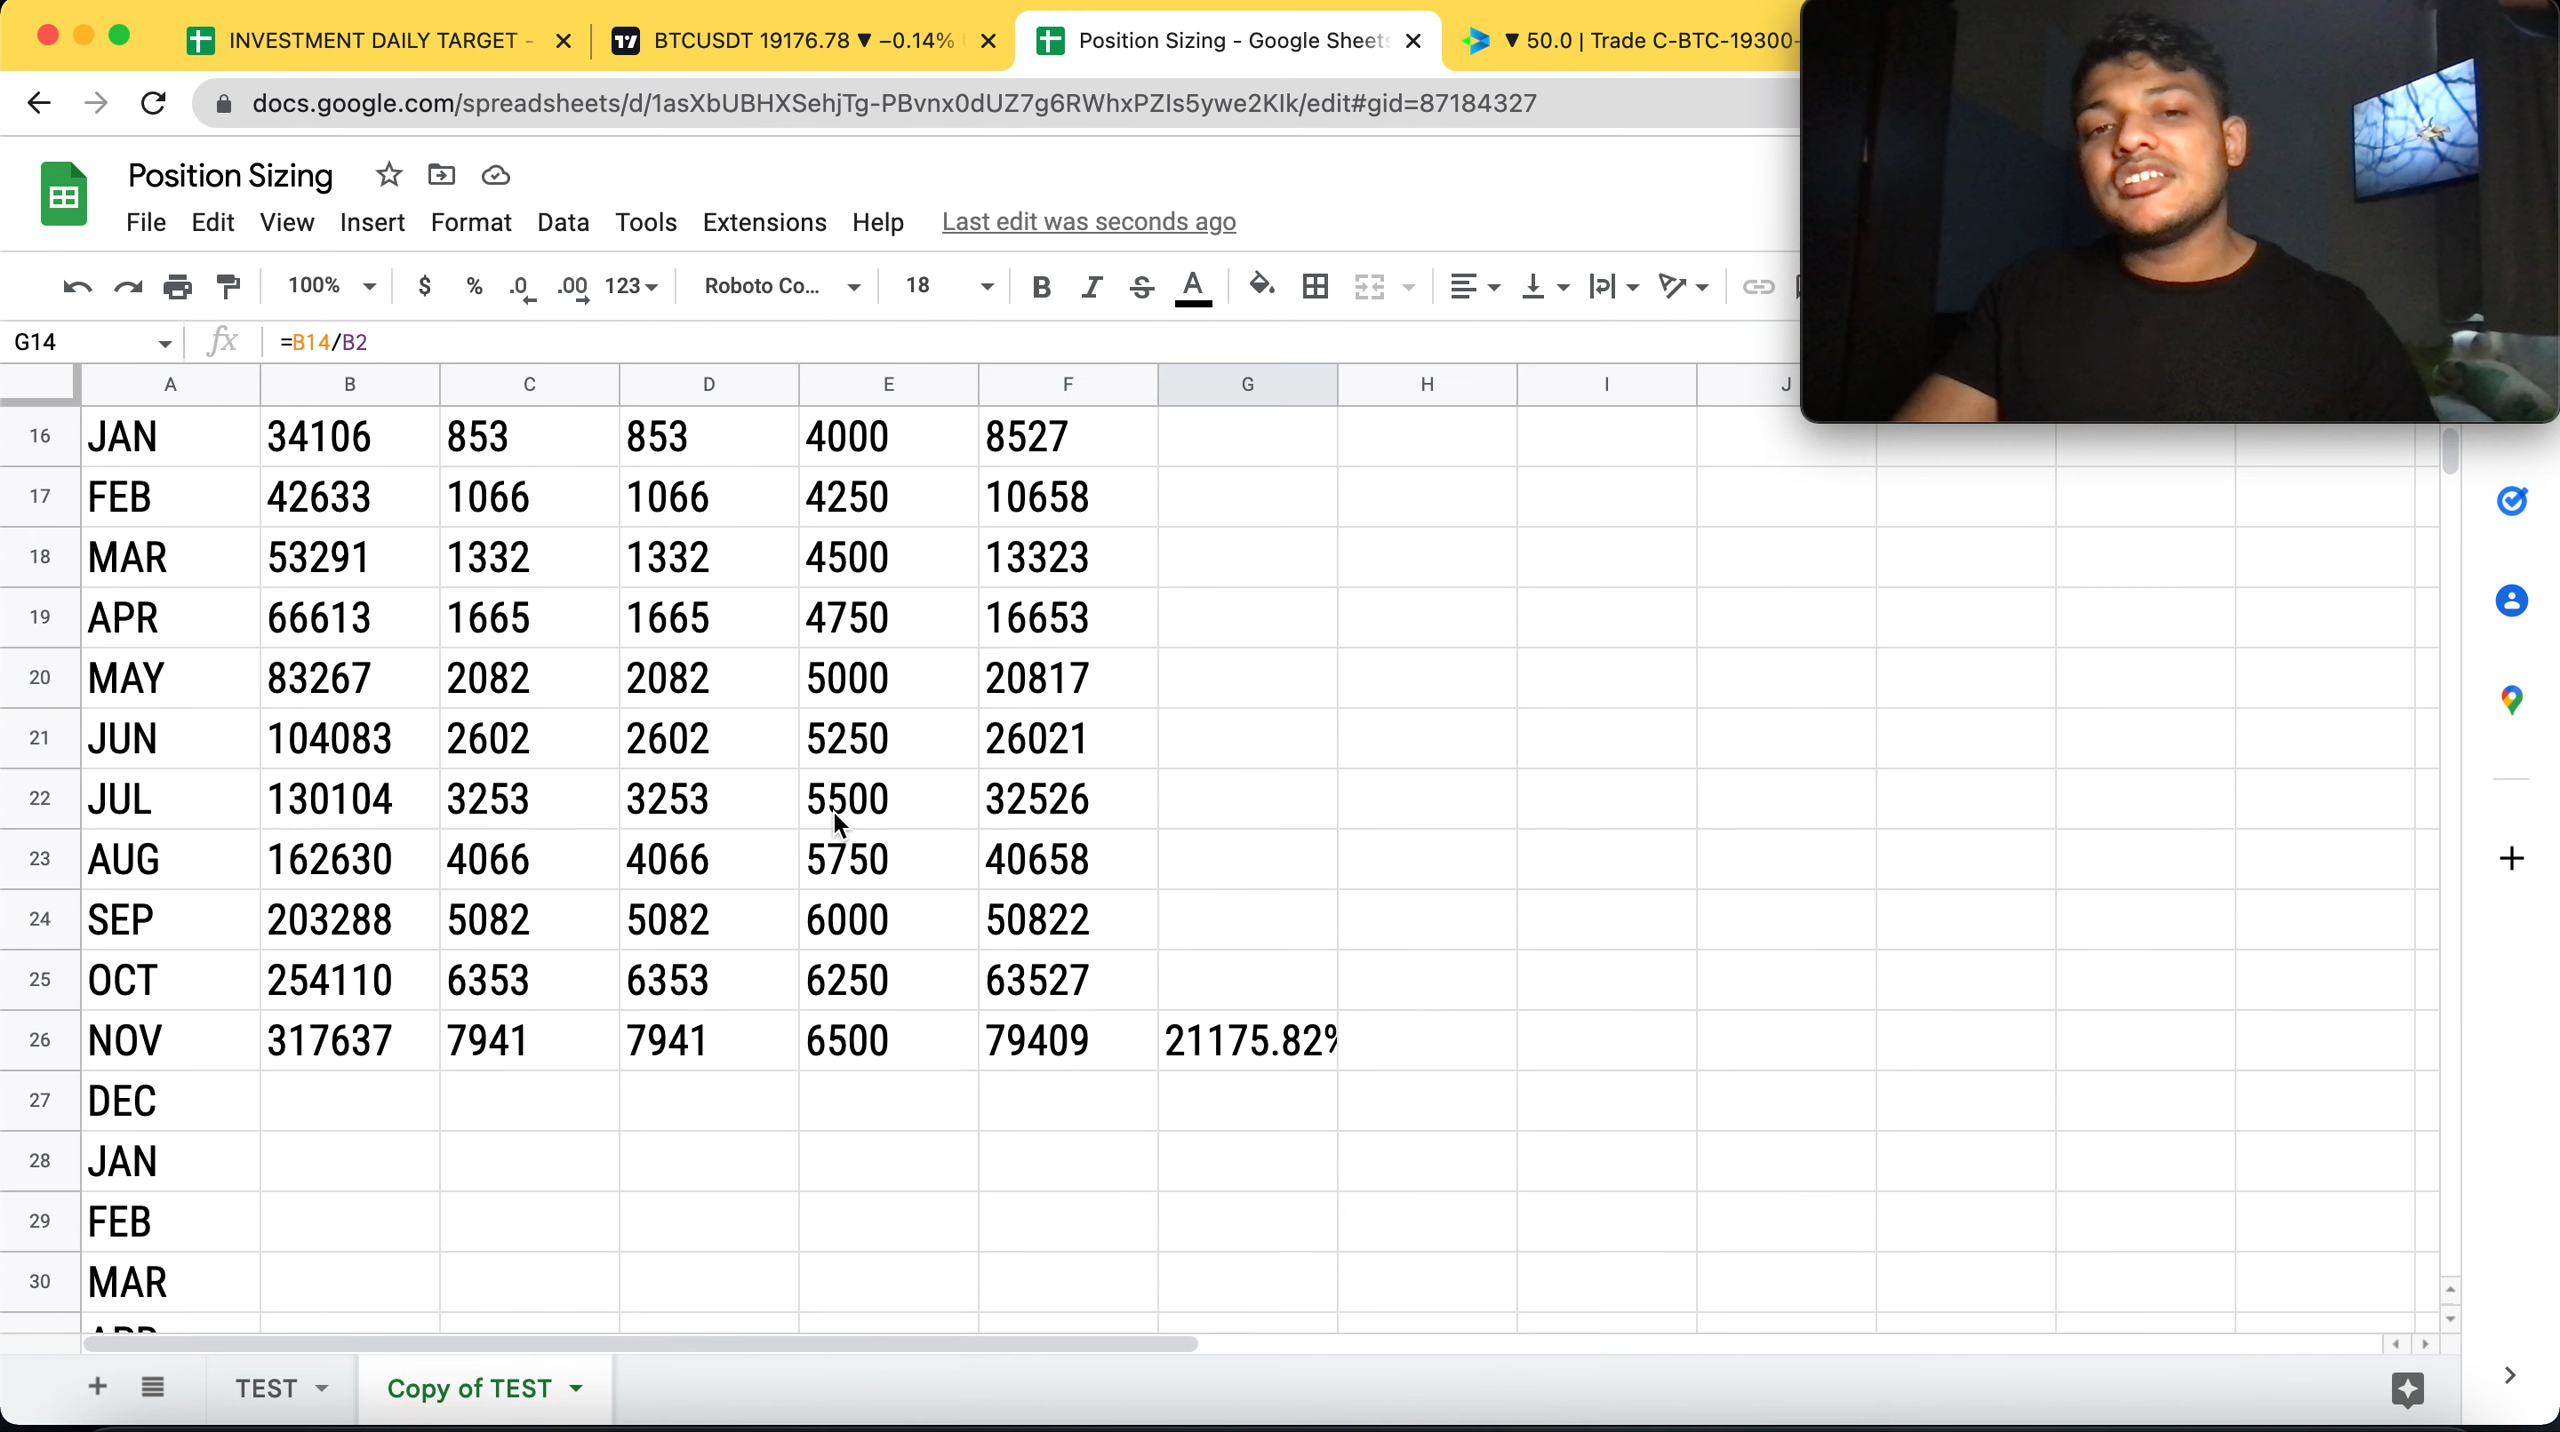 INVESTMENT DAILY TARGET -
BTCUSDT 19176.78 ▼ −0.14%
Position Sizing - Google Sheets
▼ 50.0 | Trade C-BTC-19300-
docs.google.com/spreadsheets/d/1asXbUBHXSehjTg-PBvnx0dUZ7g6RWhxPZIs5ywe2KIk/edit#gid=87184327
Position Sizing
File Edit View Insert Format Data Tools Extensions Help Last edit was seconds ago
100% $ % .0 .00 123 Roboto Co... 18 B I S A
G14 fx =B14/B2
A B C D E F G H I J
16 JAN 34106 853 853 4000 8527
17 FEB 42633 1066 1066 4250 10658
18 MAR 53291 1332 1332 4500 13323
19 APR 66613 1665 1665 4750 16653
20 MAY 83267 2082 2082 5000 20817
21 JUN 104083 2602 2602 5250 26021
22 JUL 130104 3253 3253 5500 32526
23 AUG 162630 4066 4066 5750 40658
24 SEP 203288 5082 5082 6000 50822
25 OCT 254110 6353 6353 6250 63527
26 NOV 317637 7941 7941 6500 79409 21175.82%
27 DEC
28 JAN
29 FEB
30 MAR
APR
TEST
Copy of TEST